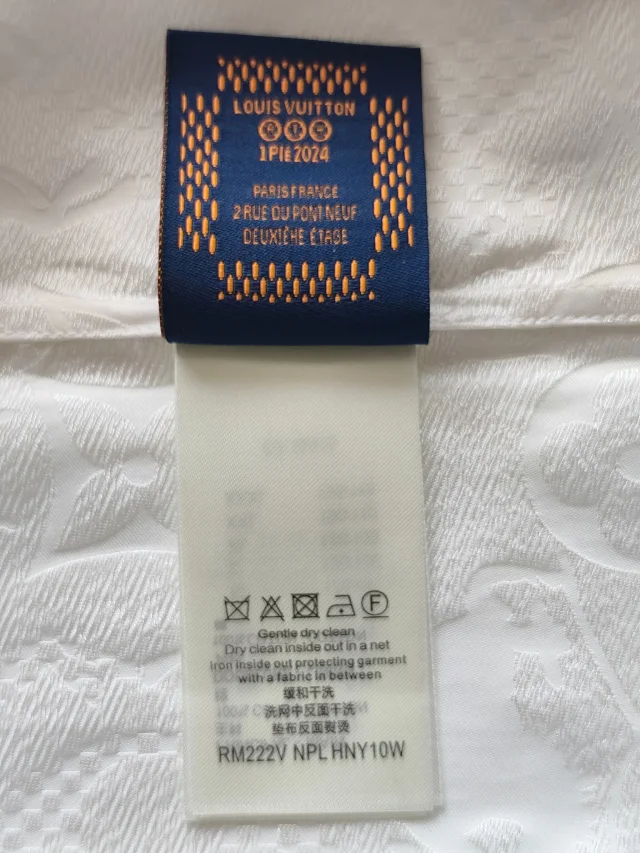 LOUIS VUITTON
R T W
1PIE2024
PARIS FRANCE
2 RUE DU PONT NEUF
DEUXIÈME ÉTAGE
F
Gentle dry clean
Dry clean inside out in a net
Iron inside out protecting garment
with a fabric in between
缓和干洗
洗网中反面干洗
垫布反面熨烫
RM222V NPL HNY10W